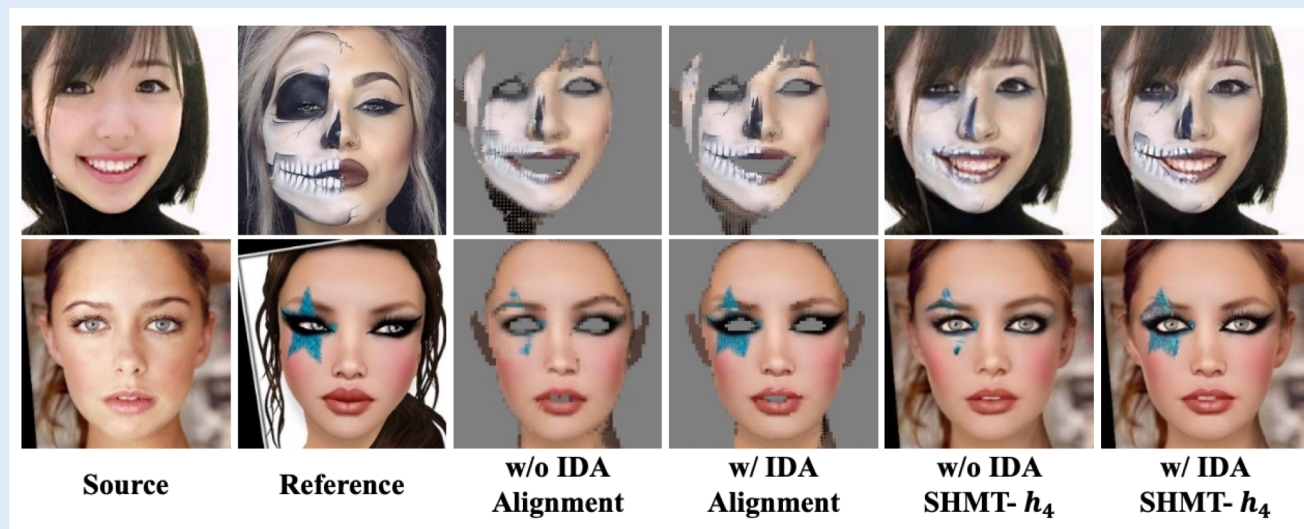 Source
Reference
w/o IDA
Alignment
w/ IDA
Alignment
w/o IDA
SHMT- h₄
w/ IDA
SHMT- h₄